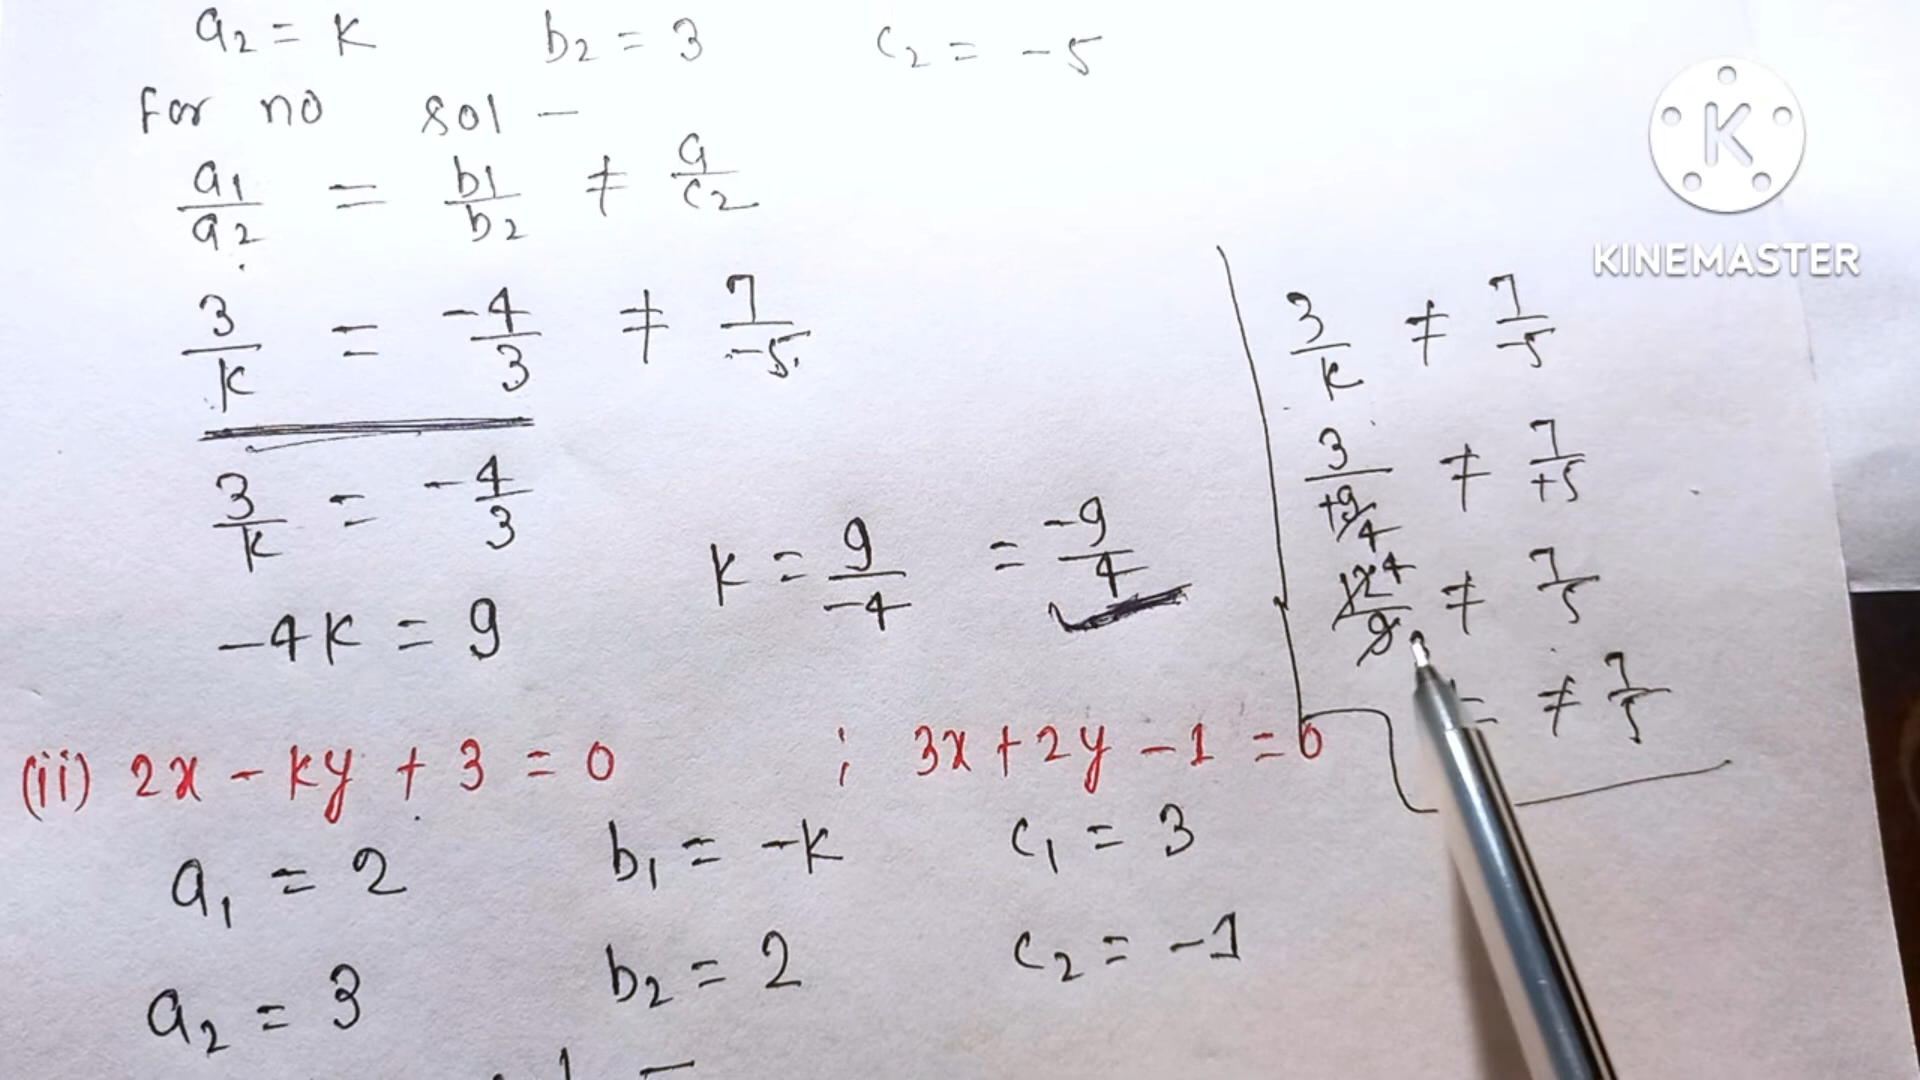 a₂ = K b₂ = 3 c₂ = -5
For no sol -
a₁/a₂ = b₁/b₂ ≠ c₁/c₂
3/K = -4/3 ≠ 7/-5
3/K = -4/3
-4K = 9
K = 9/-4 = -9/4
3/K ≠ 7/-5
3/+9/4 ≠ 7/+5
12/9 ≠ 7/5
≠ 7/5
KINEMASTER
(ii) 2x - Ky + 3 = 0 ; 3x + 2y - 1 = 0
a₁ = 2 b₁ = -K c₁ = 3
a₂ = 3 b₂ = 2 c₂ = -1